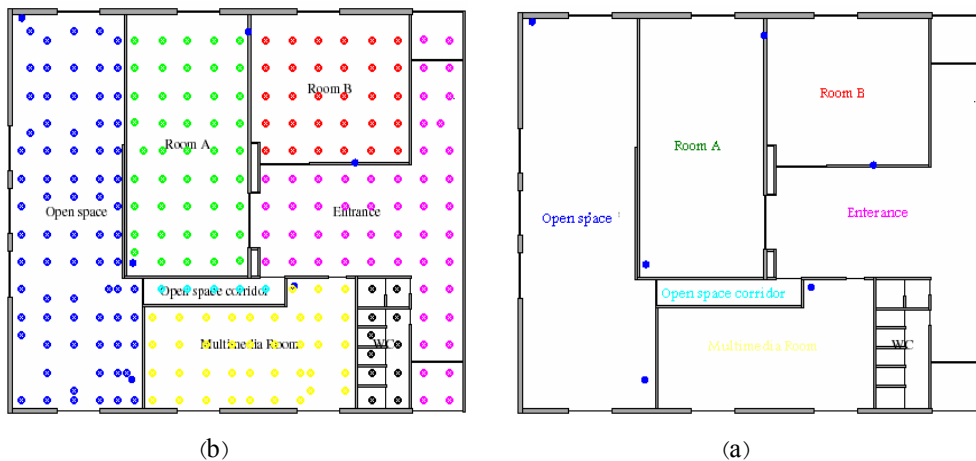 Room B
Room A
Open space
Entrance
Open space corridor
Multimedia Room
WC
(b)
Room B
Room A
Open space
Enterance
Open space corridor
Multimedia Room
WC
(a)